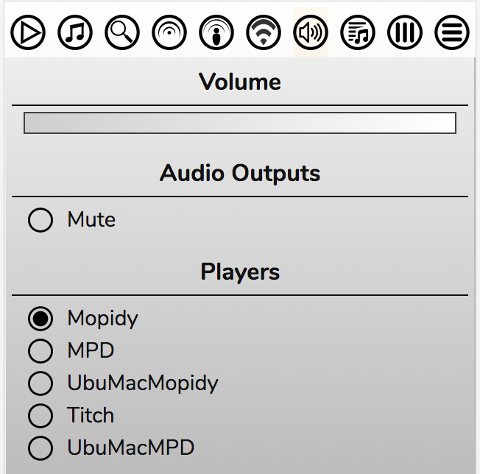 Volume
Audio Outputs
Mute
Players
Mopidy
MPD
UbuMacMopidy
Titch
UbuMacMPD